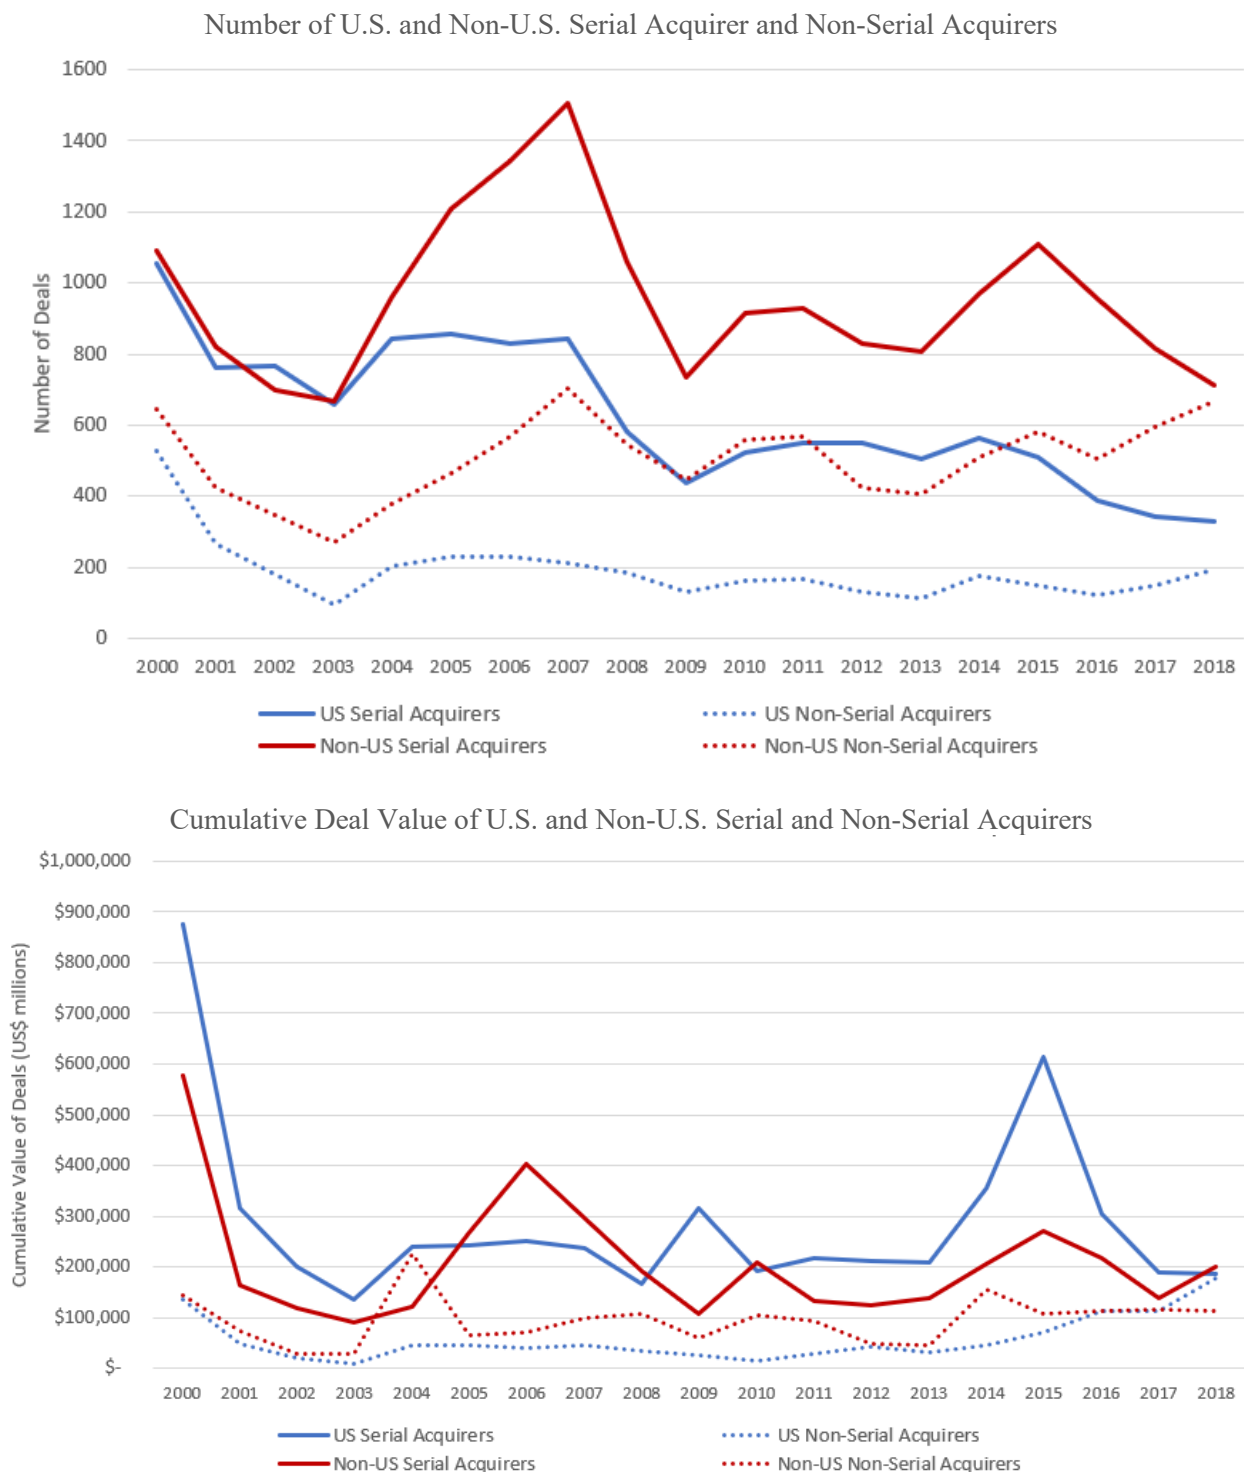 Number of U.S. and Non-U.S. Serial Acquirer and Non-Serial Acquirers
1600
1400
1200
1000
800
600
400
200
0
Number of Deals
2000 2001 2002 2003 2004 2005 2006 2007 2008 2009 2010 2011 2012 2013 2014 2015 2016 2017 2018
US Serial Acquirers US Non-Serial Acquirers
Non-US Serial Acquirers Non-US Non-Serial Acquirers
Cumulative Deal Value of U.S. and Non-U.S. Serial and Non-Serial Acquirers
$1,000,000
$900,000
$800,000
$700,000
$600,000
$500,000
$400,000
$300,000
$200,000
$100,000
$-
Cumulative Value of Deals (US$ millions)
2000 2001 2002 2003 2004 2005 2006 2007 2008 2009 2010 2011 2012 2013 2014 2015 2016 2017 2018
US Serial Acquirers US Non-Serial Acquirers
Non-US Serial Acquirers Non-US Non-Serial Acquirers